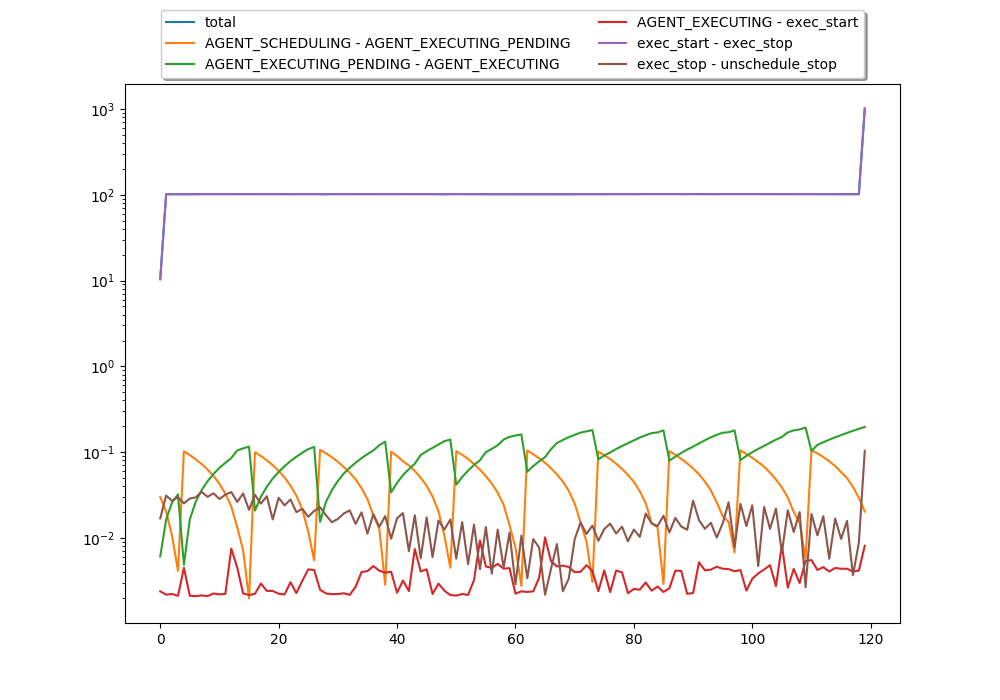 total
AGENT_SCHEDULING - AGENT_EXECUTING_PENDING
AGENT_EXECUTING_PENDING - AGENT_EXECUTING
AGENT_EXECUTING - exec_start
exec_start - exec_stop
exec_stop - unschedule_stop
10³
10²
10¹
10⁰
10⁻¹
10⁻²
0 20 40 60 80 100 120